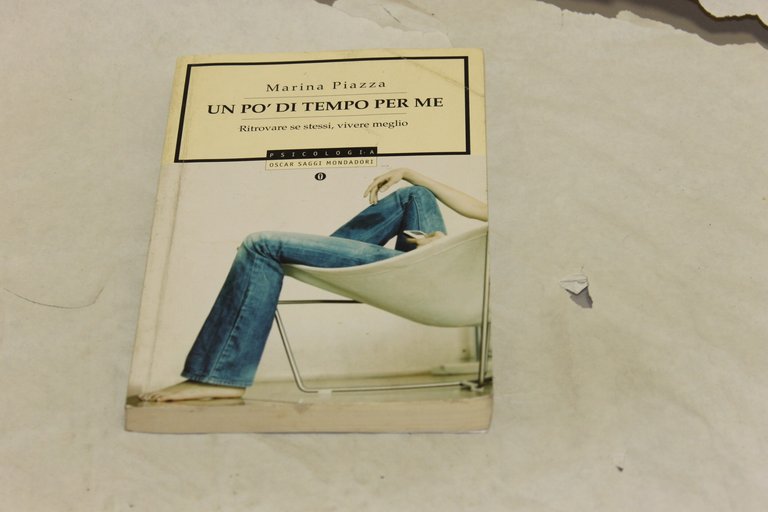 Marina Piazza
UN PO' DI TEMPO PER ME
Ritrovare se stessi, vivere meglio
PSICOLOGIA
OSCAR SAGGI MONDADORI